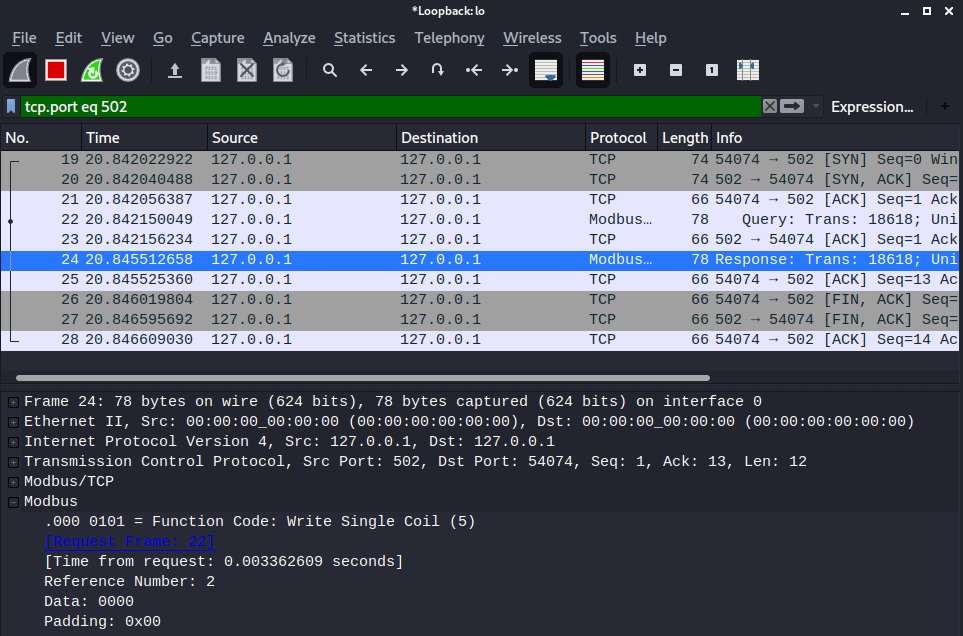 *Loopback: lo
File Edit View Go Capture Analyze Statistics Telephony Wireless Tools Help
tcp.port eq 502 Expression...
No. Time Source Destination Protocol Length Info
19 20.842022922 127.0.0.1 127.0.0.1 TCP 74 54074 → 502 [SYN] Seq=0 Win
20 20.842040488 127.0.0.1 127.0.0.1 TCP 74 502 → 54074 [SYN, ACK] Seq=
21 20.842056387 127.0.0.1 127.0.0.1 TCP 66 54074 → 502 [ACK] Seq=1 Ack
22 20.842150049 127.0.0.1 127.0.0.1 Modbus… 78 Query: Trans: 18618; Uni
23 20.842156234 127.0.0.1 127.0.0.1 TCP 66 502 → 54074 [ACK] Seq=1 Ack
24 20.845512658 127.0.0.1 127.0.0.1 Modbus… 78 Response: Trans: 18618; Uni
25 20.845525360 127.0.0.1 127.0.0.1 TCP 66 54074 → 502 [ACK] Seq=13 Ac
26 20.846019804 127.0.0.1 127.0.0.1 TCP 66 54074 → 502 [FIN, ACK] Seq=
27 20.846595692 127.0.0.1 127.0.0.1 TCP 66 502 → 54074 [FIN, ACK] Seq=
28 20.846609030 127.0.0.1 127.0.0.1 TCP 66 54074 → 502 [ACK] Seq=14 Ac
Frame 24: 78 bytes on wire (624 bits), 78 bytes captured (624 bits) on interface 0
Ethernet II, Src: 00:00:00_00:00:00 (00:00:00:00:00:00), Dst: 00:00:00_00:00:00 (00:00:00:00:00:00)
Internet Protocol Version 4, Src: 127.0.0.1, Dst: 127.0.0.1
Transmission Control Protocol, Src Port: 502, Dst Port: 54074, Seq: 1, Ack: 13, Len: 12
Modbus/TCP
Modbus
.000 0101 = Function Code: Write Single Coil (5)
[Request Frame: 22]
[Time from request: 0.003362609 seconds]
Reference Number: 2
Data: 0000
Padding: 0x00